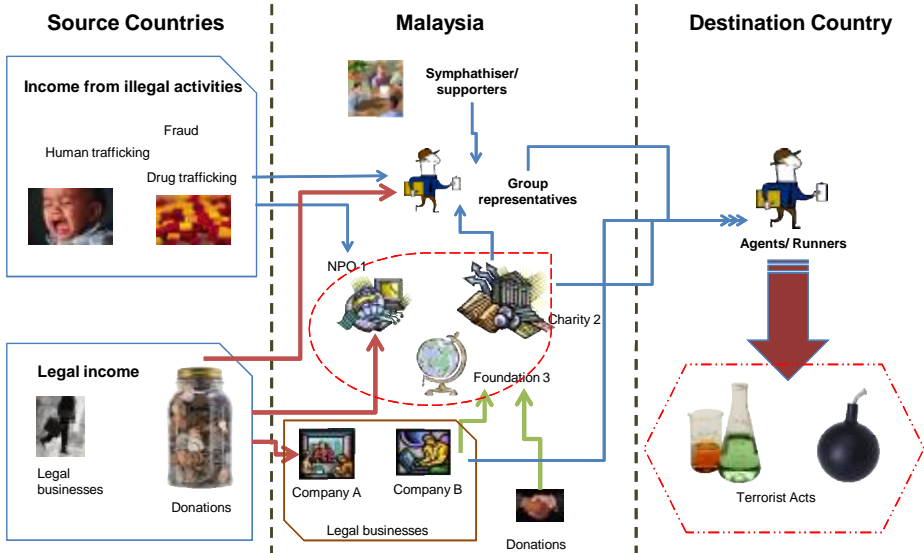 Source Countries
Malaysia
Destination Country
Income from illegal activities
Fraud
Human trafficking
Drug trafficking
Symphathiser/
supporters
Group
representatives
Agents/ Runners
NPO 1
Charity 2
Foundation 3
Legal income
Legal
businesses
Donations
Company A
Company B
Legal businesses
Donations
Terrorist Acts